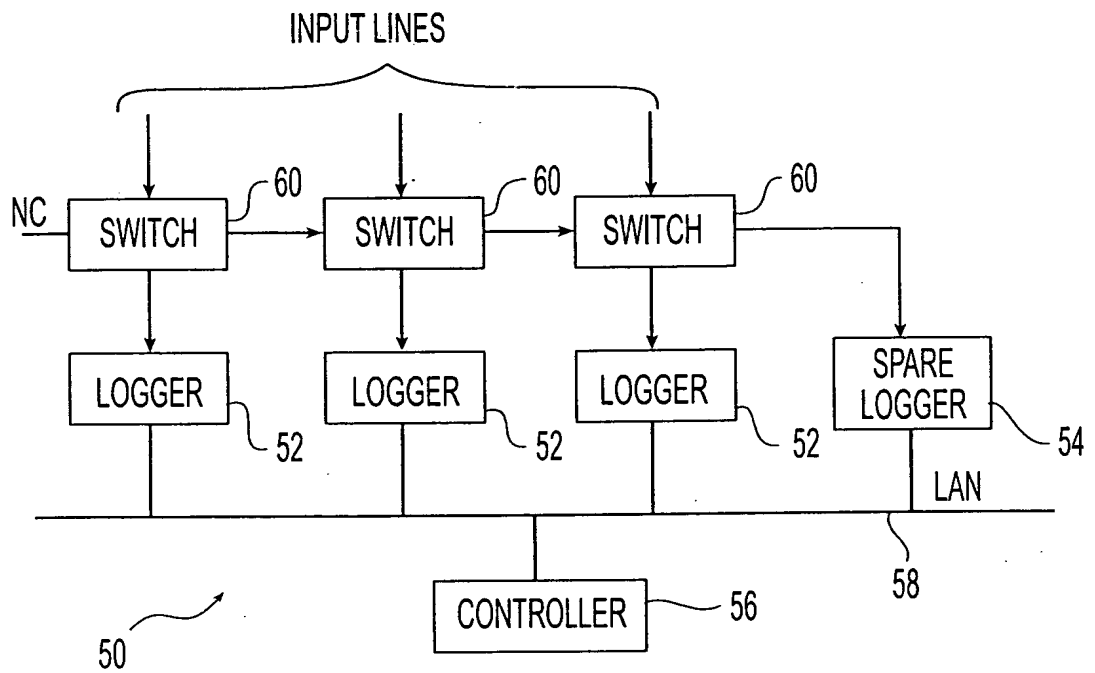 INPUT LINES
NC
SWITCH
60
SWITCH
60
SWITCH
60
LOGGER
52
LOGGER
52
LOGGER
52
SPARE
LOGGER
54
LAN
58
CONTROLLER
56
50